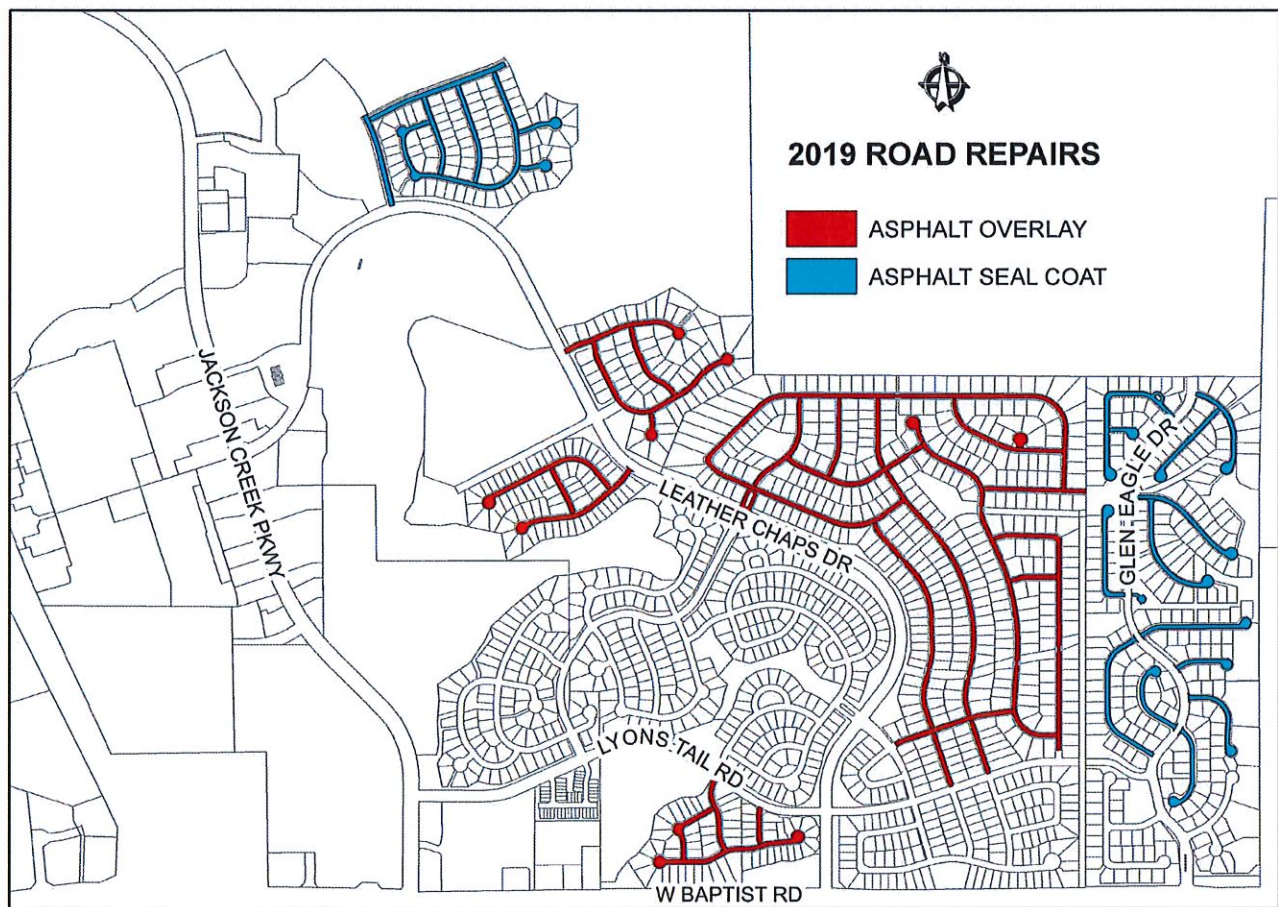 2019 ROAD REPAIRS
ASPHALT OVERLAY
ASPHALT SEAL COAT
JACKSON CREEK PKWY
LEATHER CHAPS DR
GLEN EAGLE DR
LYONS TAIL RD
W BAPTIST RD